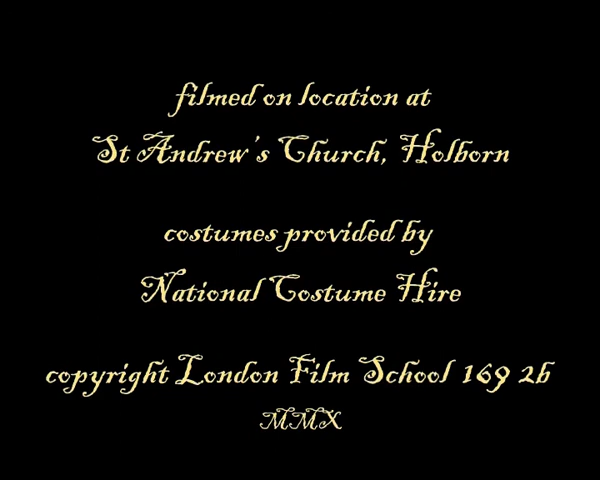 filmed on location at
St Andrew's Church, Holborn
costumes provided by
National Costume Hire
copyright London Film School 169 2b
MMX